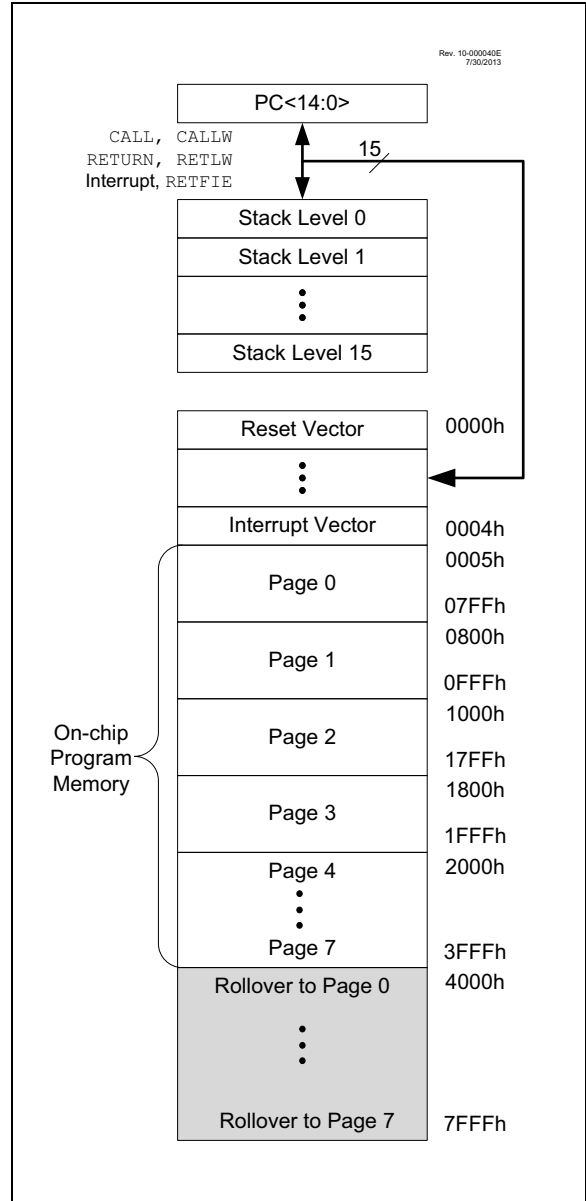 Rev. 10-000040E
7/30/2013
PC<14:0>
CALL, CALLW
RETURN, RETLW
Interrupt, RETFIE
15
Stack Level 0
Stack Level 1
Stack Level 15
Reset Vector
0000h
Interrupt Vector
0004h
0005h
Page 0
07FFh
0800h
Page 1
0FFFh
1000h
Page 2
17FFh
1800h
Page 3
1FFFh
On-chip
Program
Memory
Page 4
2000h
Page 7
3FFFh
Rollover to Page 0
4000h
Rollover to Page 7
7FFFh